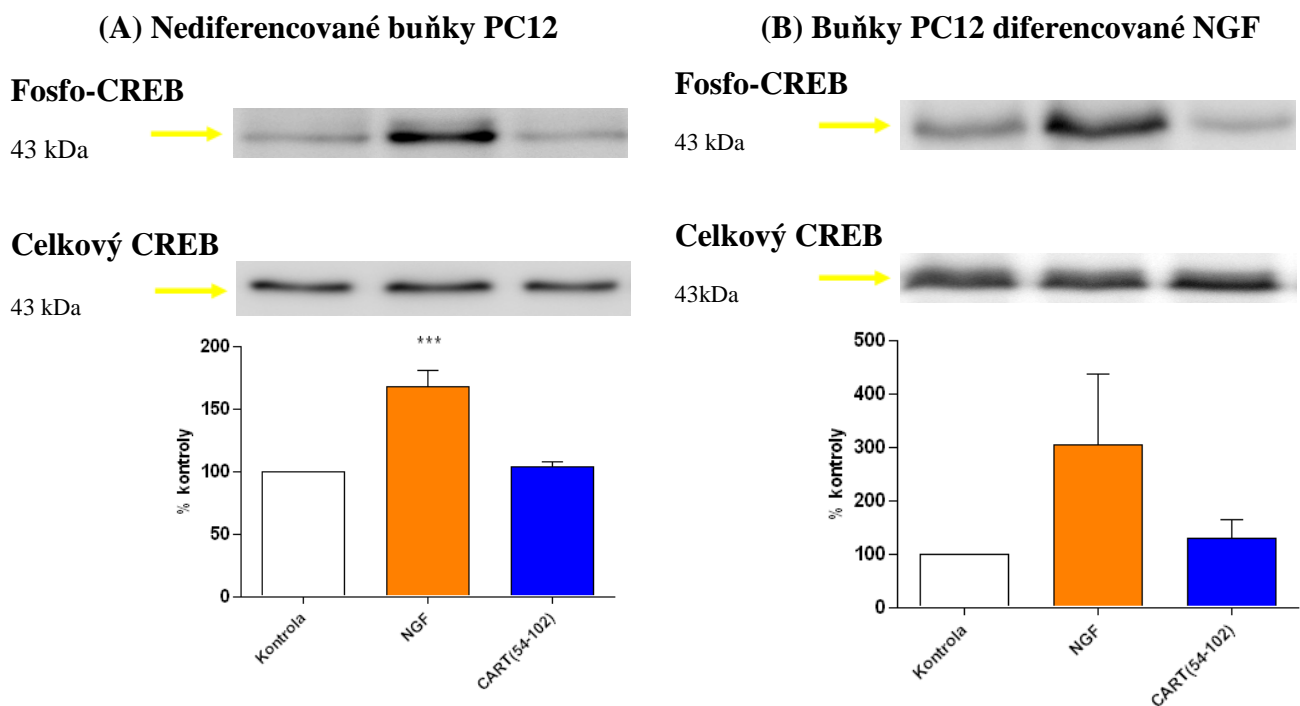 (A) Nediferencované buňky PC12
Fosfo-CREB
43 kDa
Celkový CREB
43 kDa
200
150
100
50
0
% kontroly
***
Kontrola
NGF
CART(54-102)
(B) Buňky PC12 diferencované NGF
Fosfo-CREB
43 kDa
Celkový CREB
43kDa
500
400
300
200
100
0
% kontroly
Kontrola
NGF
CART(54-102)